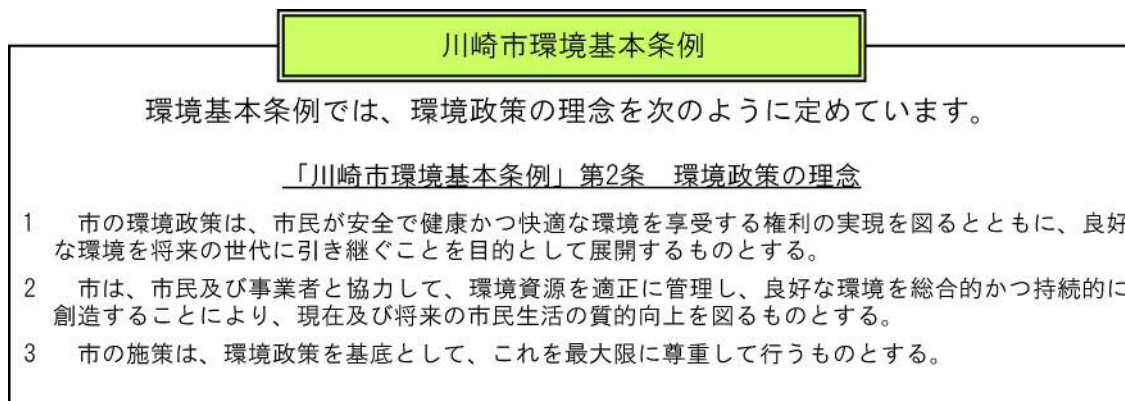 川崎市環境基本条例
環境基本条例では、環境政策の理念を次のように定めています。
「川崎市環境基本条例」第2条　環境政策の理念
1　市の環境政策は、市民が安全で健康かつ快適な環境を享受する権利の実現を図るとともに、良好
な環境を将来の世代に引き継ぐことを目的として展開するものとする。
2　市は、市民及び事業者と協力して、環境資源を適正に管理し、良好な環境を総合的かつ持続的に
創造することにより、現在及び将来の市民生活の質的向上を図るものとする。
3　市の施策は、環境政策を基底として、これを最大限に尊重して行うものとする。